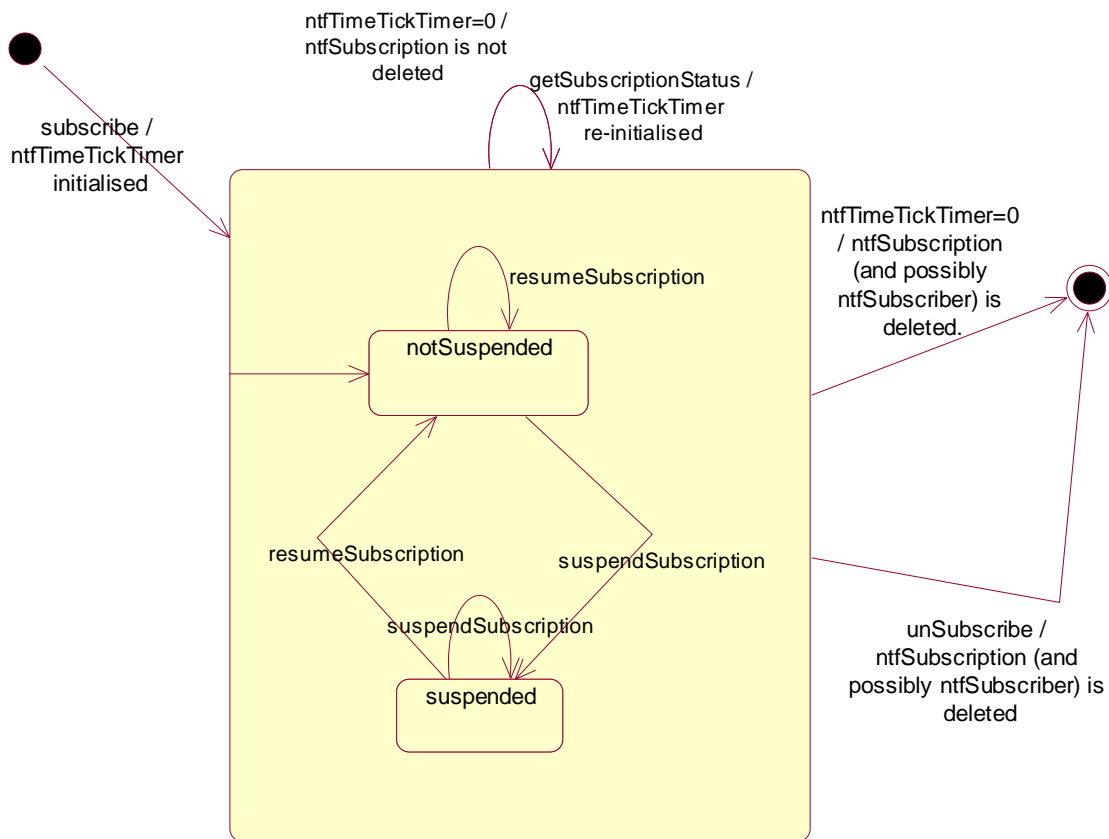 ntfTimeTickTimer=0 /
ntfSubscription is not
deleted
getSubscriptionStatus /
ntfTimeTickTimer
re-initialised
subscribe /
ntfTimeTickTimer
initialised
ntfTimeTickTimer=0
/ ntfSubscription
(and possibly
ntfSubscriber) is
deleted.
resumeSubscription
notSuspended
resumeSubscription
suspendSubscription
suspendSubscription
suspended
unSubscribe /
ntfSubscription (and
possibly ntfSubscriber) is
deleted